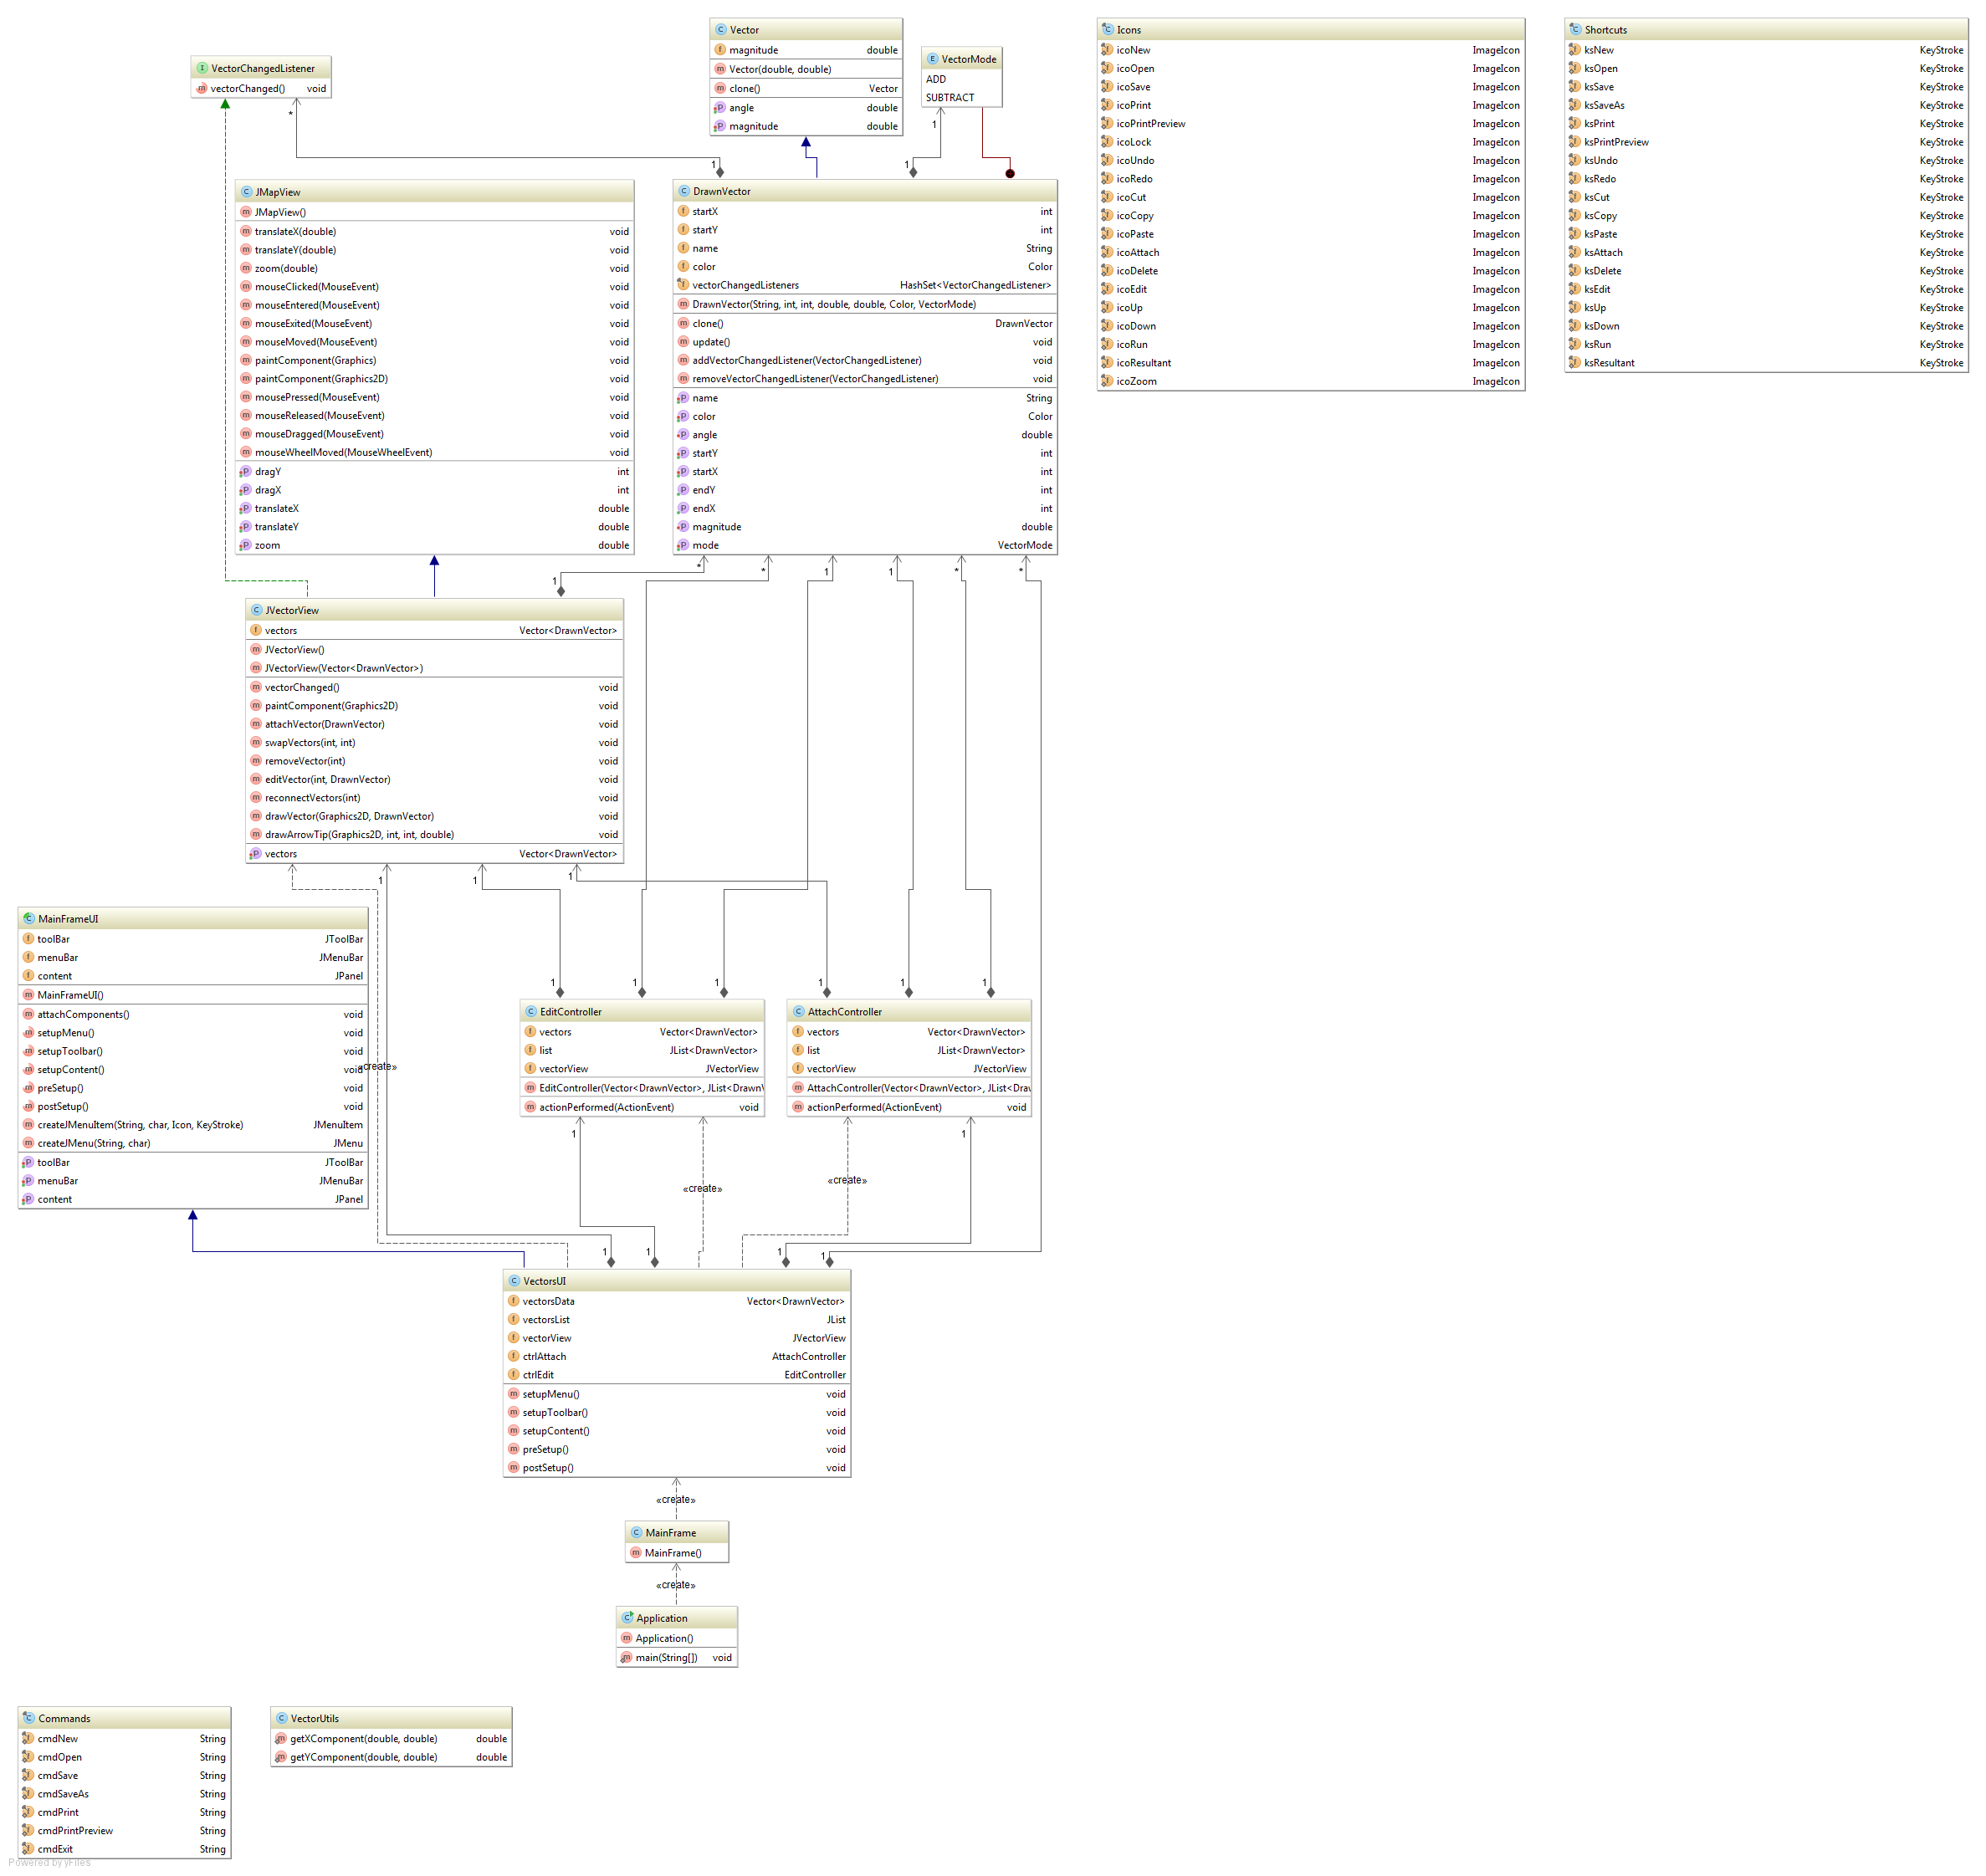 VectorChangedListener
vectorChanged() void
Vector
magnitude double
Vector(double, double)
clone() Vector
angle double
magnitude double
VectorMode
ADD
SUBTRACT
Icons
icoNew ImageIcon
icoOpen ImageIcon
icoSave ImageIcon
icoPrint ImageIcon
icoPrintPreview ImageIcon
icoLock ImageIcon
icoUndo ImageIcon
icoRedo ImageIcon
icoCut ImageIcon
icoCopy ImageIcon
icoPaste ImageIcon
icoAttach ImageIcon
icoDelete ImageIcon
icoEdit ImageIcon
icoUp ImageIcon
icoDown ImageIcon
icoRun ImageIcon
icoResultant ImageIcon
icoZoom ImageIcon
Shortcuts
ksNew KeyStroke
ksOpen KeyStroke
ksSave KeyStroke
ksSaveAs KeyStroke
ksPrint KeyStroke
ksPrintPreview KeyStroke
ksUndo KeyStroke
ksRedo KeyStroke
ksCut KeyStroke
ksCopy KeyStroke
ksPaste KeyStroke
ksAttach KeyStroke
ksDelete KeyStroke
ksEdit KeyStroke
ksUp KeyStroke
ksDown KeyStroke
ksRun KeyStroke
ksResultant KeyStroke
* 1
1 1
JMapView
JMapView()
translateX(double) void
translateY(double) void
zoom(double) void
mouseClicked(MouseEvent) void
mouseEntered(MouseEvent) void
mouseExited(MouseEvent) void
mouseMoved(MouseEvent) void
paintComponent(Graphics) void
paintComponent(Graphics2D) void
mousePressed(MouseEvent) void
mouseReleased(MouseEvent) void
mouseDragged(MouseEvent) void
mouseWheelMoved(MouseWheelEvent) void
dragY int
dragX int
translateX double
translateY double
zoom double
DrawnVector
startX int
startY int
name String
color Color
vectorChangedListeners HashSet<VectorChangedListener>
DrawnVector(String, int, int, double, double, Color, VectorMode)
clone() DrawnVector
update() void
addVectorChangedListener(VectorChangedListener) void
removeVectorChangedListener(VectorChangedListener) void
name String
color Color
angle double
startY int
startX int
endY int
endX int
magnitude double
mode VectorMode
1 * * 1 1 * *
JVectorView
vectors Vector<DrawnVector>
JVectorView()
JVectorView(Vector<DrawnVector>)
vectorChanged() void
paintComponent(Graphics2D) void
attachVector(DrawnVector) void
swapVectors(int, int) void
removeVector(int) void
editVector(int, DrawnVector) void
reconnectVectors(int) void
drawVector(Graphics2D, DrawnVector) void
drawArrowTip(Graphics2D, int, int, double) void
vectors Vector<DrawnVector>
1 1 1
MainFrameUI
toolBar JToolBar
menuBar JMenuBar
content JPanel
MainFrameUI()
attachComponents() void
setupMenu() void
setupToolbar() void
setupContent() void
preSetup() void
postSetup() void
createJMenuItem(String, char, Icon, KeyStroke) JMenuItem
createJMenu(String, char) JMenu
toolBar JToolBar
menuBar JMenuBar
content JPanel
«create»
1 1 1 1 1 1
EditController
vectors Vector<DrawnVector>
list JList<DrawnVector>
vectorView JVectorView
EditController(Vector<DrawnVector>, JList<Drawn
actionPerformed(ActionEvent) void
AttachController
vectors Vector<DrawnVector>
list JList<DrawnVector>
vectorView JVectorView
AttachController(Vector<DrawnVector>, JList<Dra
actionPerformed(ActionEvent) void
1 1
«create» «create»
1 1 1 1
VectorsUI
vectorsData Vector<DrawnVector>
vectorsList JList
vectorView JVectorView
ctrlAttach AttachController
ctrlEdit EditController
setupMenu() void
setupToolbar() void
setupContent() void
preSetup() void
postSetup() void
«create»
MainFrame
MainFrame()
«create»
Application
Application()
main(String[]) void
Commands
cmdNew String
cmdOpen String
cmdSave String
cmdSaveAs String
cmdPrint String
cmdPrintPreview String
cmdExit String
VectorUtils
getXComponent(double, double) double
getYComponent(double, double) double
Powered by yFiles